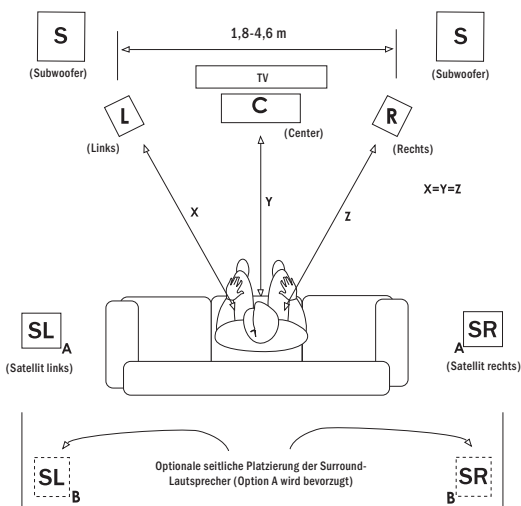 S
1,8-4,6 m
S
(Subwoofer)
(Subwoofer)
TV
C
L
R
(Center)
(Links)
(Rechts)
X=Y=Z
X
Y
Z
SL
A
A
SR
(Satellit links)
(Satellit rechts)
Optionale seitliche Platzierung der Surround-
Lautsprecher (Option A wird bevorzugt)
SL
B
B
SR